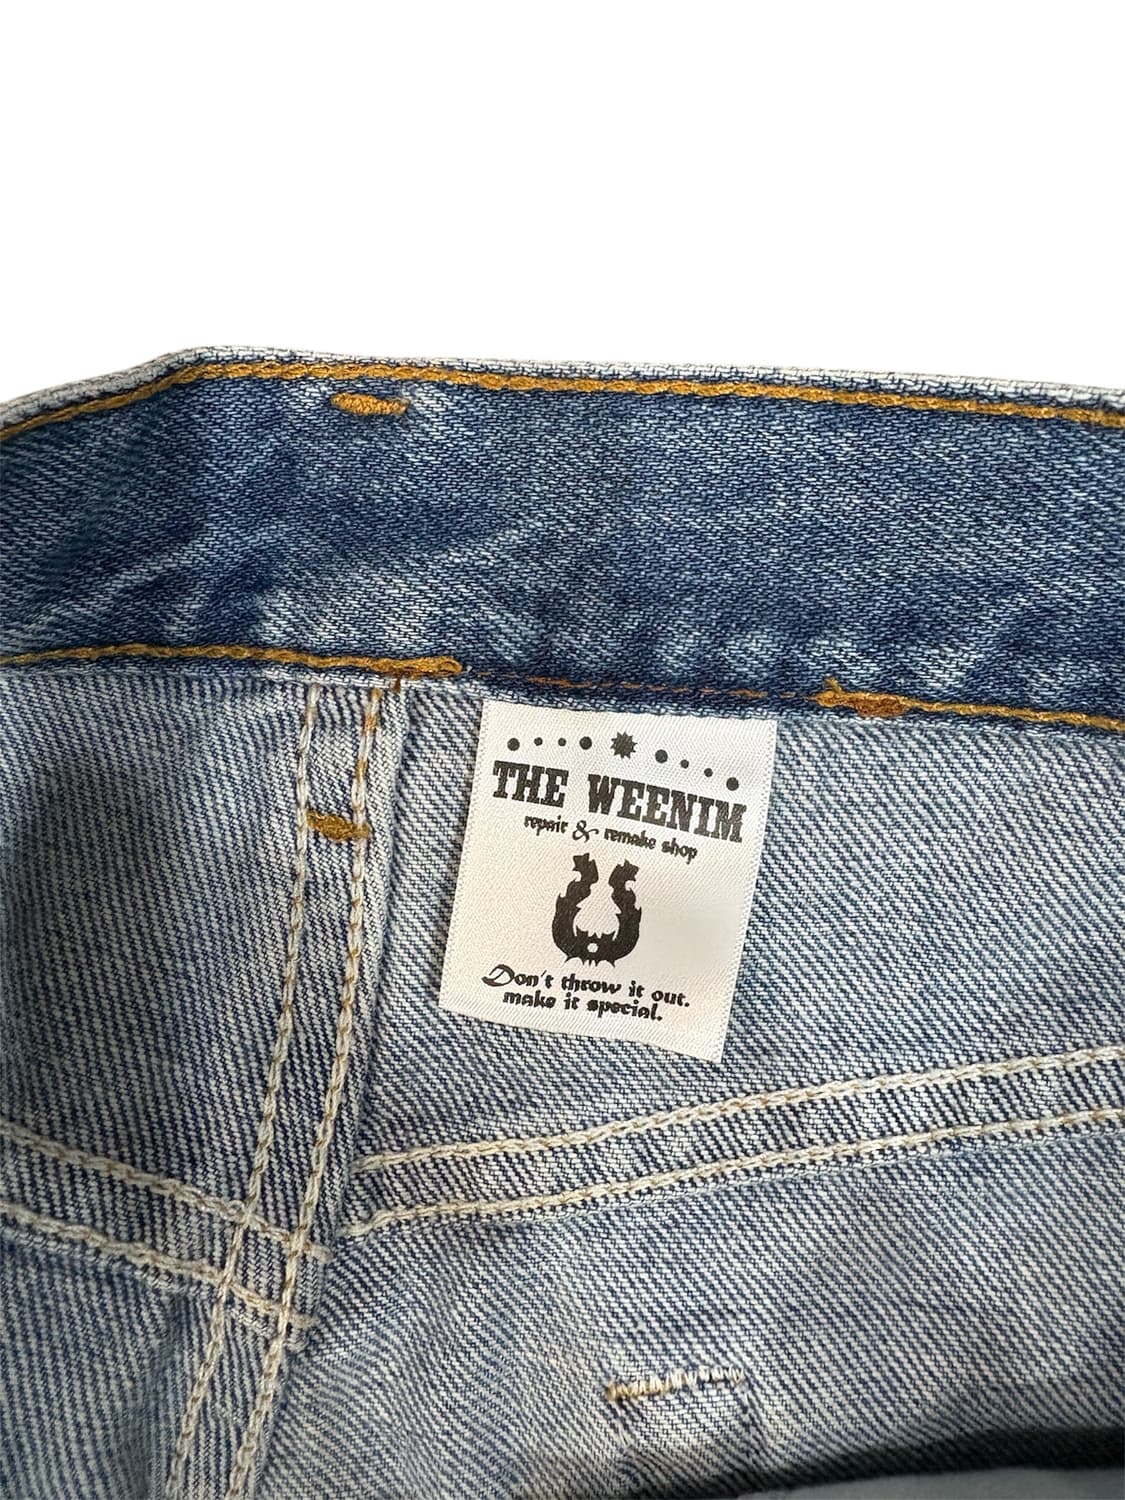 THE WEENIM
repair & remake shop
Don't throw it out.
make it special.